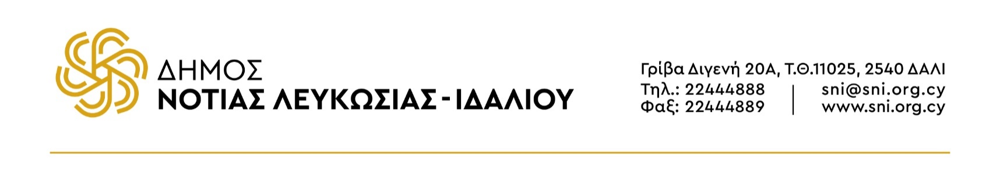 ΔΗΜΟΣ
ΝΟΤΙΑΣ ΛΕΥΚΩΣΙΑΣ-ΙΔΑΛΙΟΥ
Γρίβα Διγενή 20Α, Τ.Θ.11025, 2540 ΔΑΛΙ
Τηλ.: 22444888 | sni@sni.org.cy
Φαξ: 22444889 | www.sni.org.cy